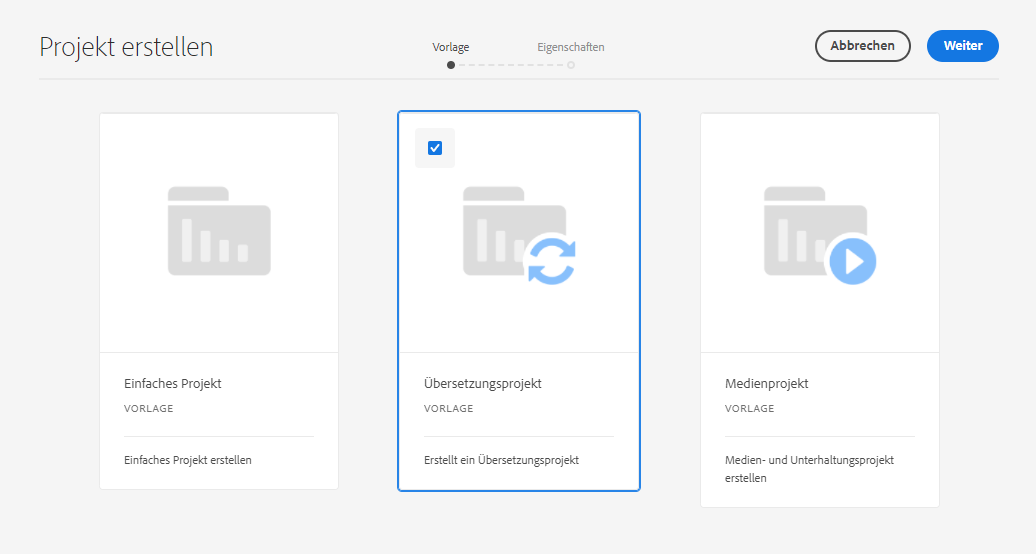 Projekt erstellen
Vorlage
Eigenschaften
Abbrechen
Weiter
Einfaches Projekt
VORLAGE
Einfaches Projekt erstellen
Übersetzungsprojekt
VORLAGE
Erstellt ein Übersetzungsprojekt
Medienprojekt
VORLAGE
Medien- und Unterhaltungsprojekt
erstellen